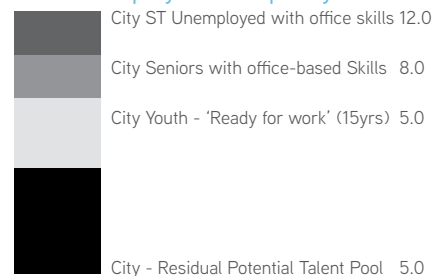 City ST Unemployed with office skills 12.0
City Seniors with office-based Skills 8.0
City Youth - ‘Ready for work’ (15yrs) 5.0
City - Residual Potential Talent Pool 5.0